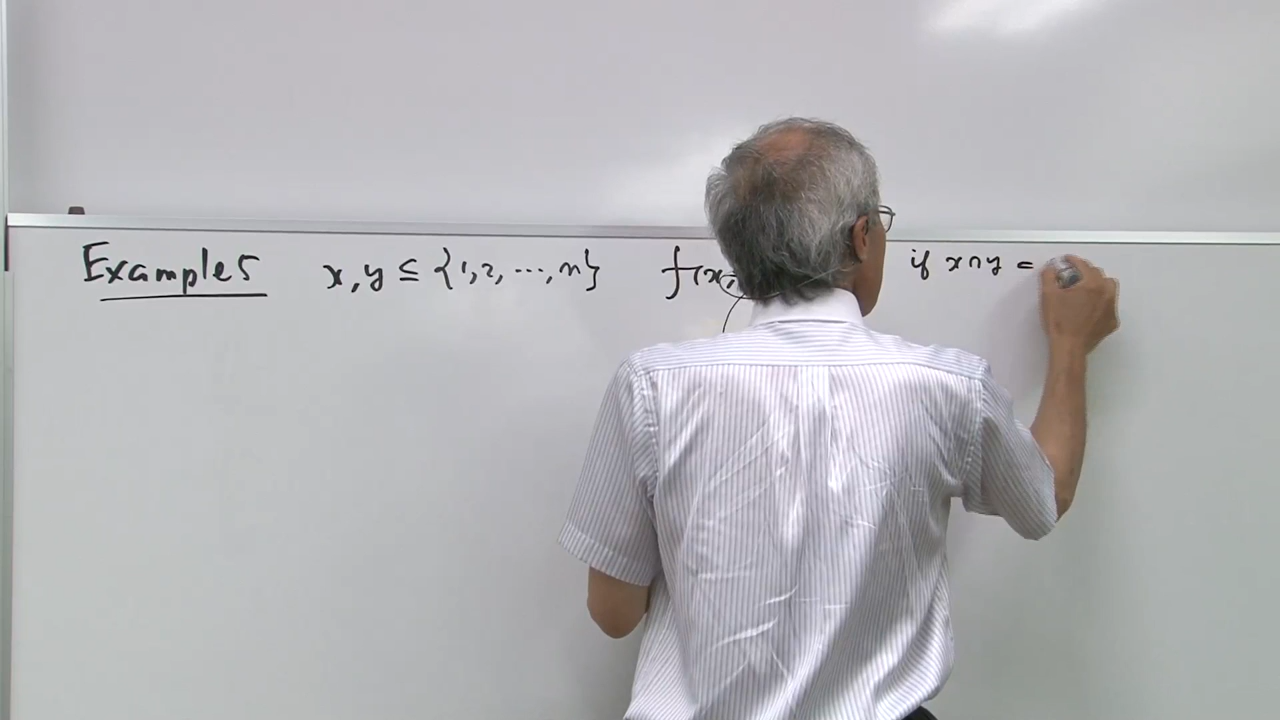 Examples x, y ⊆ {1, 2, ..., n} f(x, if x ∩ y =